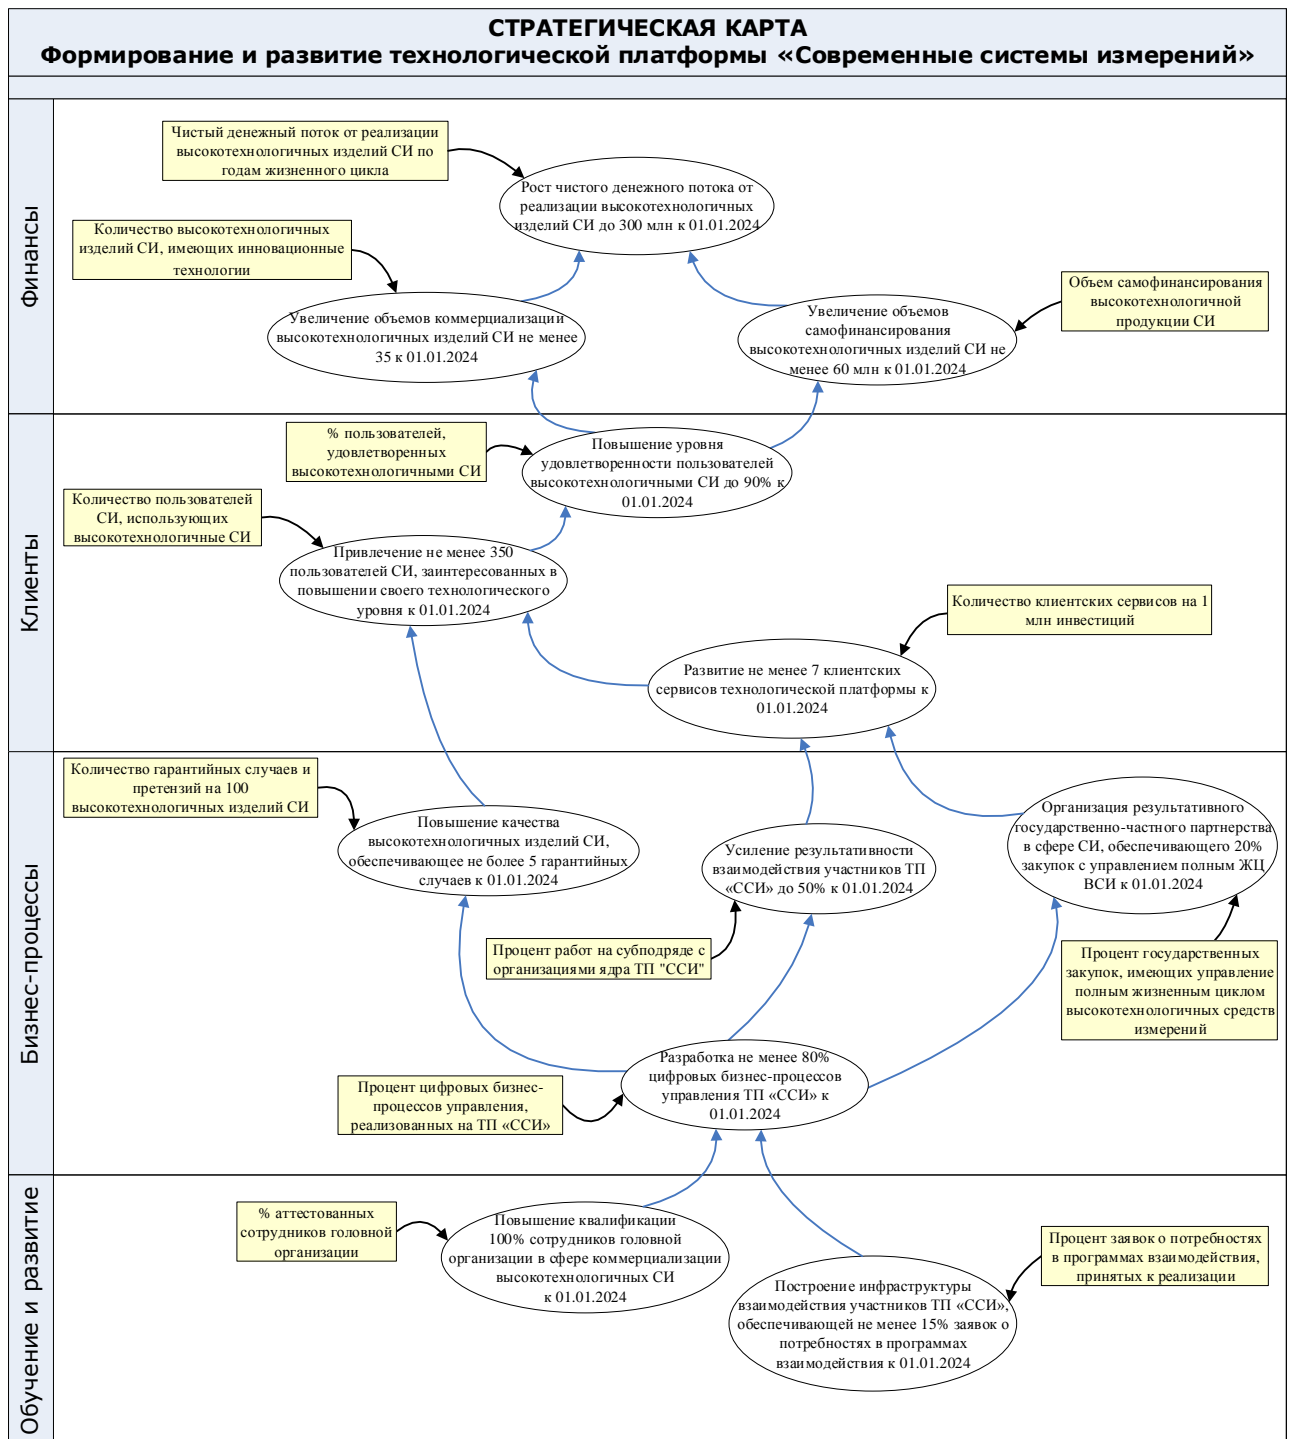 СТРАТЕГИЧЕСКАЯ КАРТА
Формирование и развитие технологической платформы «Современные системы измерений»
Финансы
Чистый денежный поток от реализации
высокотехнологичных изделий СИ по
годам жизненного цикла
Рост чистого денежного потока от
реализации высокотехнологичных
изделий СИ до 300 млн к 01.01.2024
Количество высокотехнологичных
изделий СИ, имеющих инновационные
технологии
Увеличение объемов коммерциализации
высокотехнологичных изделий СИ не менее
35 к 01.01.2024
Увеличение объемов
самофинансирования
высокотехнологичных изделий СИ не
менее 60 млн к 01.01.2024
Объем самофинансирования
высокотехнологичной
продукции СИ
Клиенты
% пользователей,
удовлетворенных
высокотехнологичными СИ
Повышение уровня
удовлетворенности пользователей
высокотехнологичными СИ до 90% к
01.01.2024
Количество пользователей
СИ, использующих
высокотехнологичные СИ
Привлечение не менее 350
пользователей СИ, заинтересованных в
повышении своего технологического
уровня к 01.01.2024
Количество клиентских сервисов на 1
млн инвестиций
Развитие не менее 7 клиентских
сервисов технологической платформы к
01.01.2024
Бизнес-процессы
Количество гарантийных случаев и
претензий на 100
высокотехнологичных изделий СИ
Повышение качества
высокотехнологичных изделий СИ,
обеспечивающее не более 5 гарантийных
случаев к 01.01.2024
Усиление результативности
взаимодействия участников ТП
«ССИ» до 50% к 01.01.2024
Организация результативного
государственно-частного партнерства
в сфере СИ, обеспечивающего 20%
закупок с управлением полным ЖЦ
ВСИ к 01.01.2024
Процент работ на субподряде с
организациями ядра ТП "ССИ"
Процент государственных
закупок, имеющих управление
полным жизненным циклом
высокотехнологичных средств
измерений
Разработка не менее 80%
цифровых бизнес-процессов
управления ТП «ССИ» к
01.01.2024
Процент цифровых бизнес-
процессов управления,
реализованных на ТП «ССИ»
Обучение и развитие
% аттестованных
сотрудников головной
организации
Повышение квалификации
100% сотрудников головной
организации в сфере коммерциализации
высокотехнологичных СИ
к 01.01.2024
Построение инфраструктуры
взаимодействия участников ТП «ССИ»,
обеспечивающей не менее 15% заявок о
потребностях в программах
взаимодействия к 01.01.2024
Процент заявок о потребностях
в программах взаимодействия,
принятых к реализации